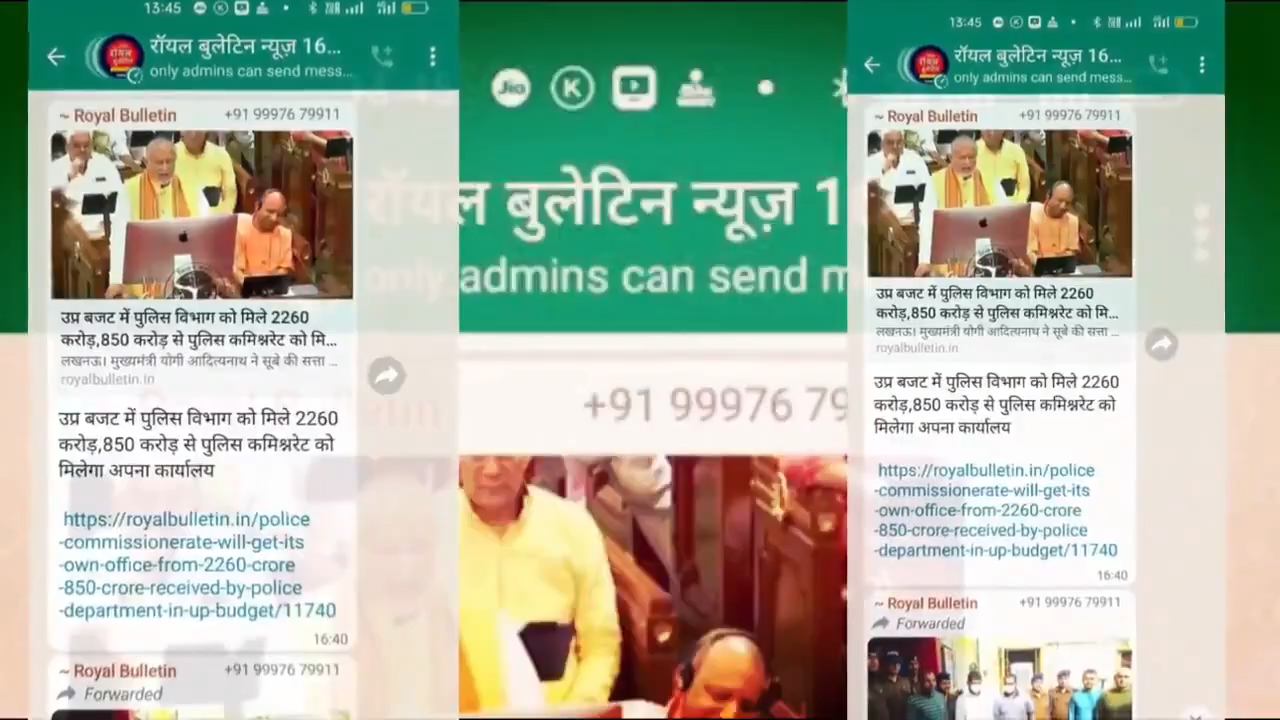 13:45
रॉयल बुलेटिन न्यूज़ 16...
only admins can send mess...
~ Royal Bulletin +91 99976 79911
उप्र बजट में पुलिस विभाग को मिले 2260
करोड़,850 करोड़ से पुलिस कमिश्नरेट को मि...
लखनऊ। मुख्यमंत्री योगी आदित्यनाथ ने सूबे की सत्ता ...
royalbulletin.in
उप्र बजट में पुलिस विभाग को मिले 2260
करोड़,850 करोड़ से पुलिस कमिश्नरेट को
मिलेगा अपना कार्यालय
https://royalbulletin.in/police
-commissionerate-will-get-its
-own-office-from-2260-crore
-850-crore-received-by-police
-department-in-up-budget/11740
16:40
~ Royal Bulletin +91 99976 79911
Forwarded
Jio K
रॉयल बुलेटिन न्यूज़ 1
only admins can send m
+91 99976 79
13:45
रॉयल बुलेटिन न्यूज़ 16...
only admins can send mess...
~ Royal Bulletin +91 99976 79911
उप्र बजट में पुलिस विभाग को मिले 2260
करोड़,850 करोड़ से पुलिस कमिश्नरेट को मि...
लखनऊ। मुख्यमंत्री योगी आदित्यनाथ ने सूबे की सत्ता ...
royalbulletin.in
उप्र बजट में पुलिस विभाग को मिले 2260
करोड़,850 करोड़ से पुलिस कमिश्नरेट को
मिलेगा अपना कार्यालय
https://royalbulletin.in/police
-commissionerate-will-get-its
-own-office-from-2260-crore
-850-crore-received-by-police
-department-in-up-budget/11740
16:40
~ Royal Bulletin +91 99976 79911
Forwarded